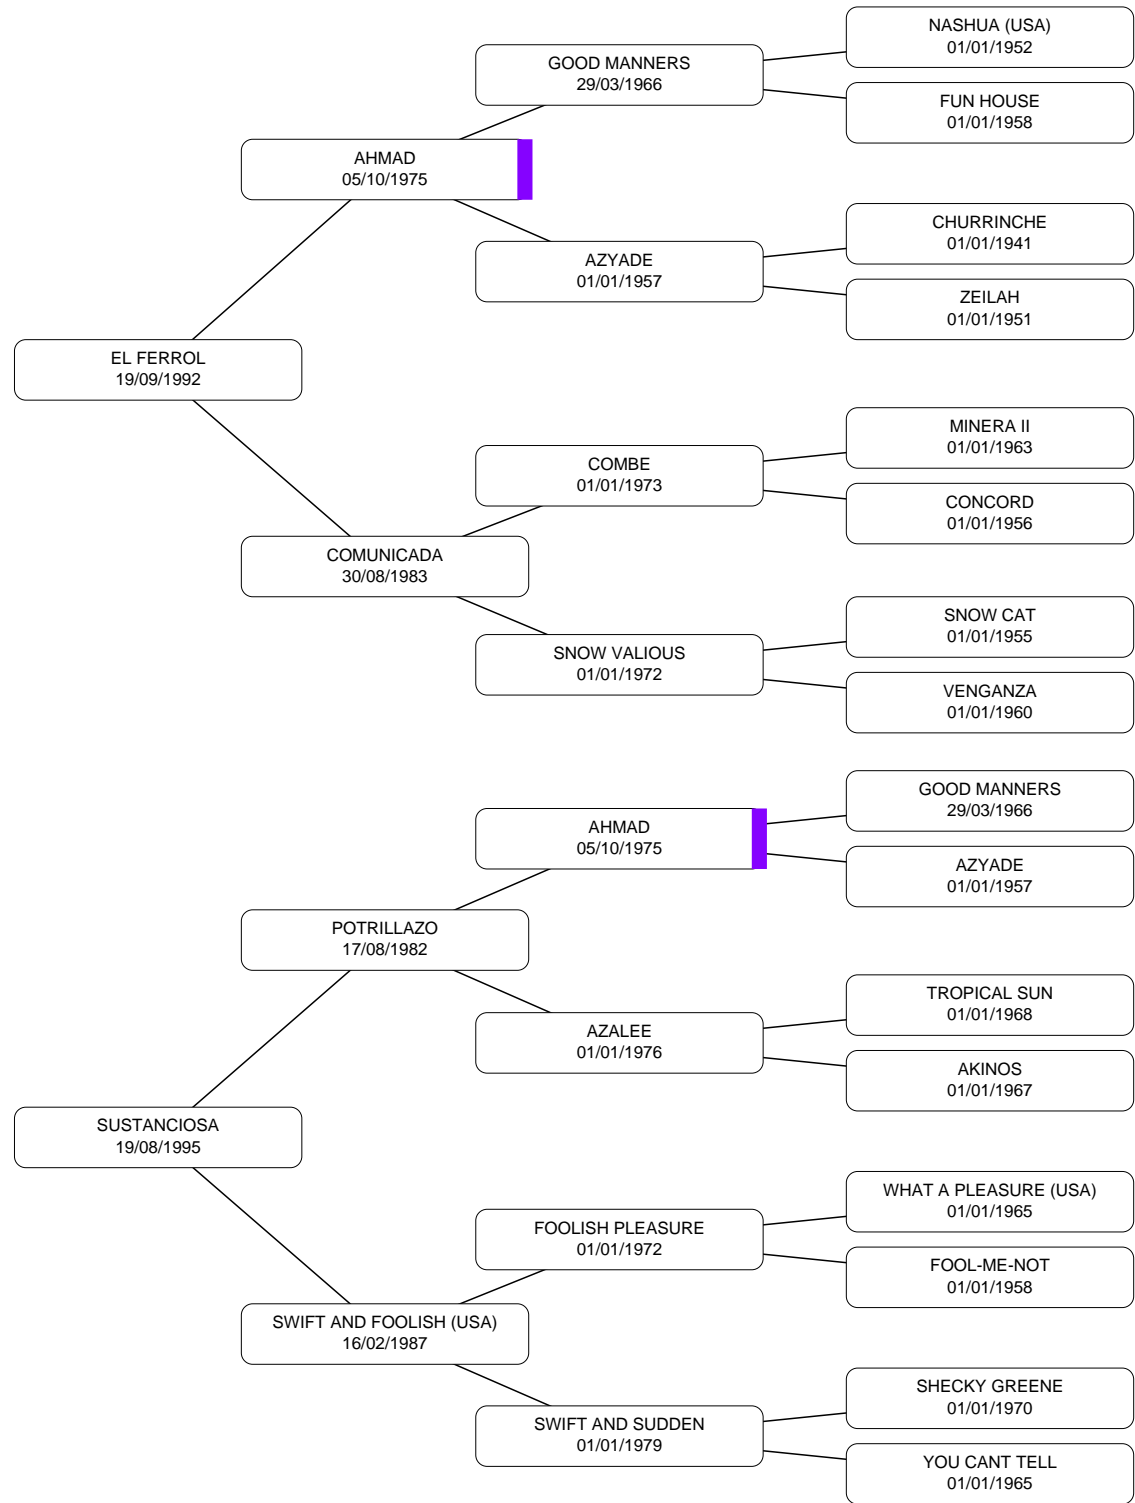 NASHUA (USA)
01/01/1952
GOOD MANNERS
29/03/1966
FUN HOUSE
01/01/1958
AHMAD
05/10/1975
CHURRINCHE
01/01/1941
AZYADE
01/01/1957
ZEILAH
01/01/1951
EL FERROL
19/09/1992
MINERA II
01/01/1963
COMBE
01/01/1973
CONCORD
01/01/1956
COMUNICADA
30/08/1983
SNOW CAT
01/01/1955
SNOW VALIOUS
01/01/1972
VENGANZA
01/01/1960
GOOD MANNERS
29/03/1966
AHMAD
05/10/1975
AZYADE
01/01/1957
POTRILLAZO
17/08/1982
TROPICAL SUN
01/01/1968
AZALEE
01/01/1976
AKINOS
01/01/1967
SUSTANCIOSA
19/08/1995
WHAT A PLEASURE (USA)
01/01/1965
FOOLISH PLEASURE
01/01/1972
FOOL-ME-NOT
01/01/1958
SWIFT AND FOOLISH (USA)
16/02/1987
SHECKY GREENE
01/01/1970
SWIFT AND SUDDEN
01/01/1979
YOU CANT TELL
01/01/1965